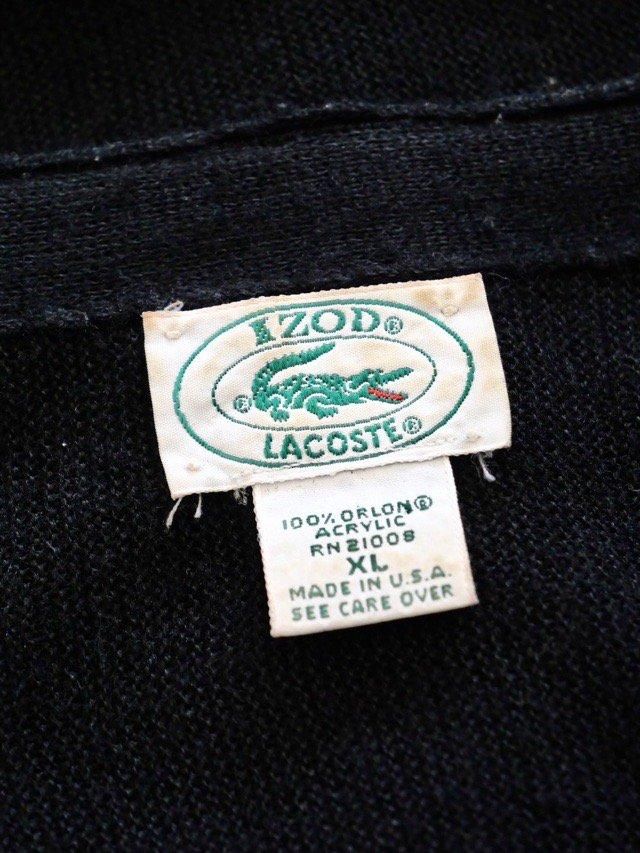 IZOD®
®
LACOSTE®
100% ORLON®
ACRYLIC
RN 21008
XL
MADE IN U.S.A.
SEE CARE OVER